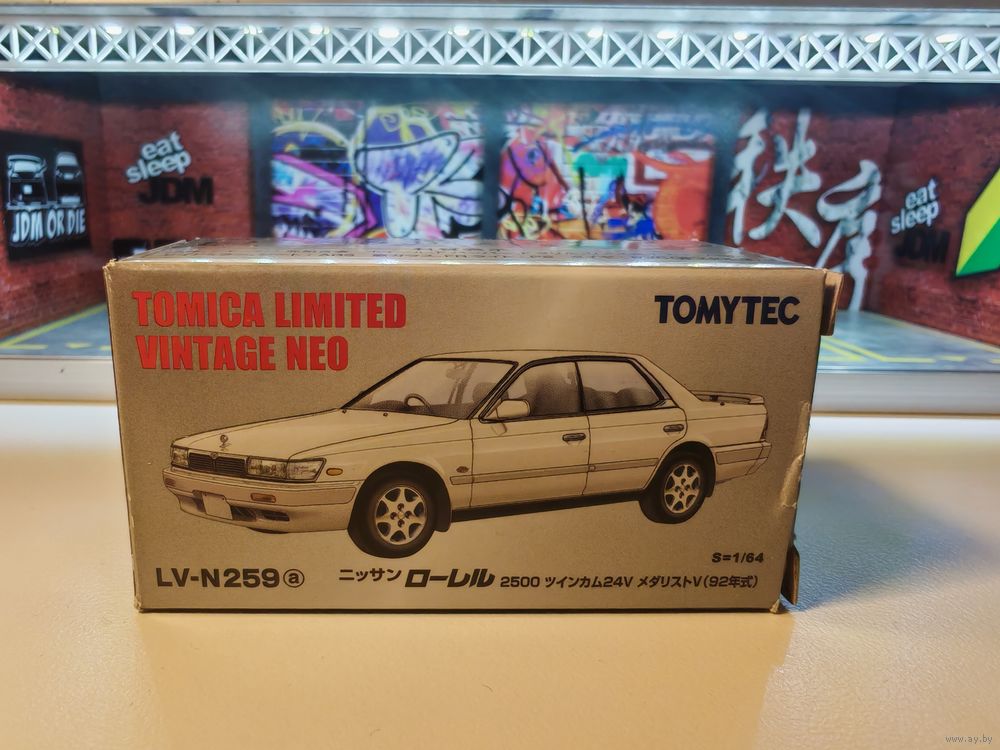 JDM OR DIE
eat
sleep
JDM
秩序
eat
sleep
JDM
TOMICA LIMITED
VINTAGE NEO
TOMYTEC
S=1/64
LV-N259ⓐ ニッサン ローレル 2500 ツインカム24V メダリストV(92年式)
www.ay.by